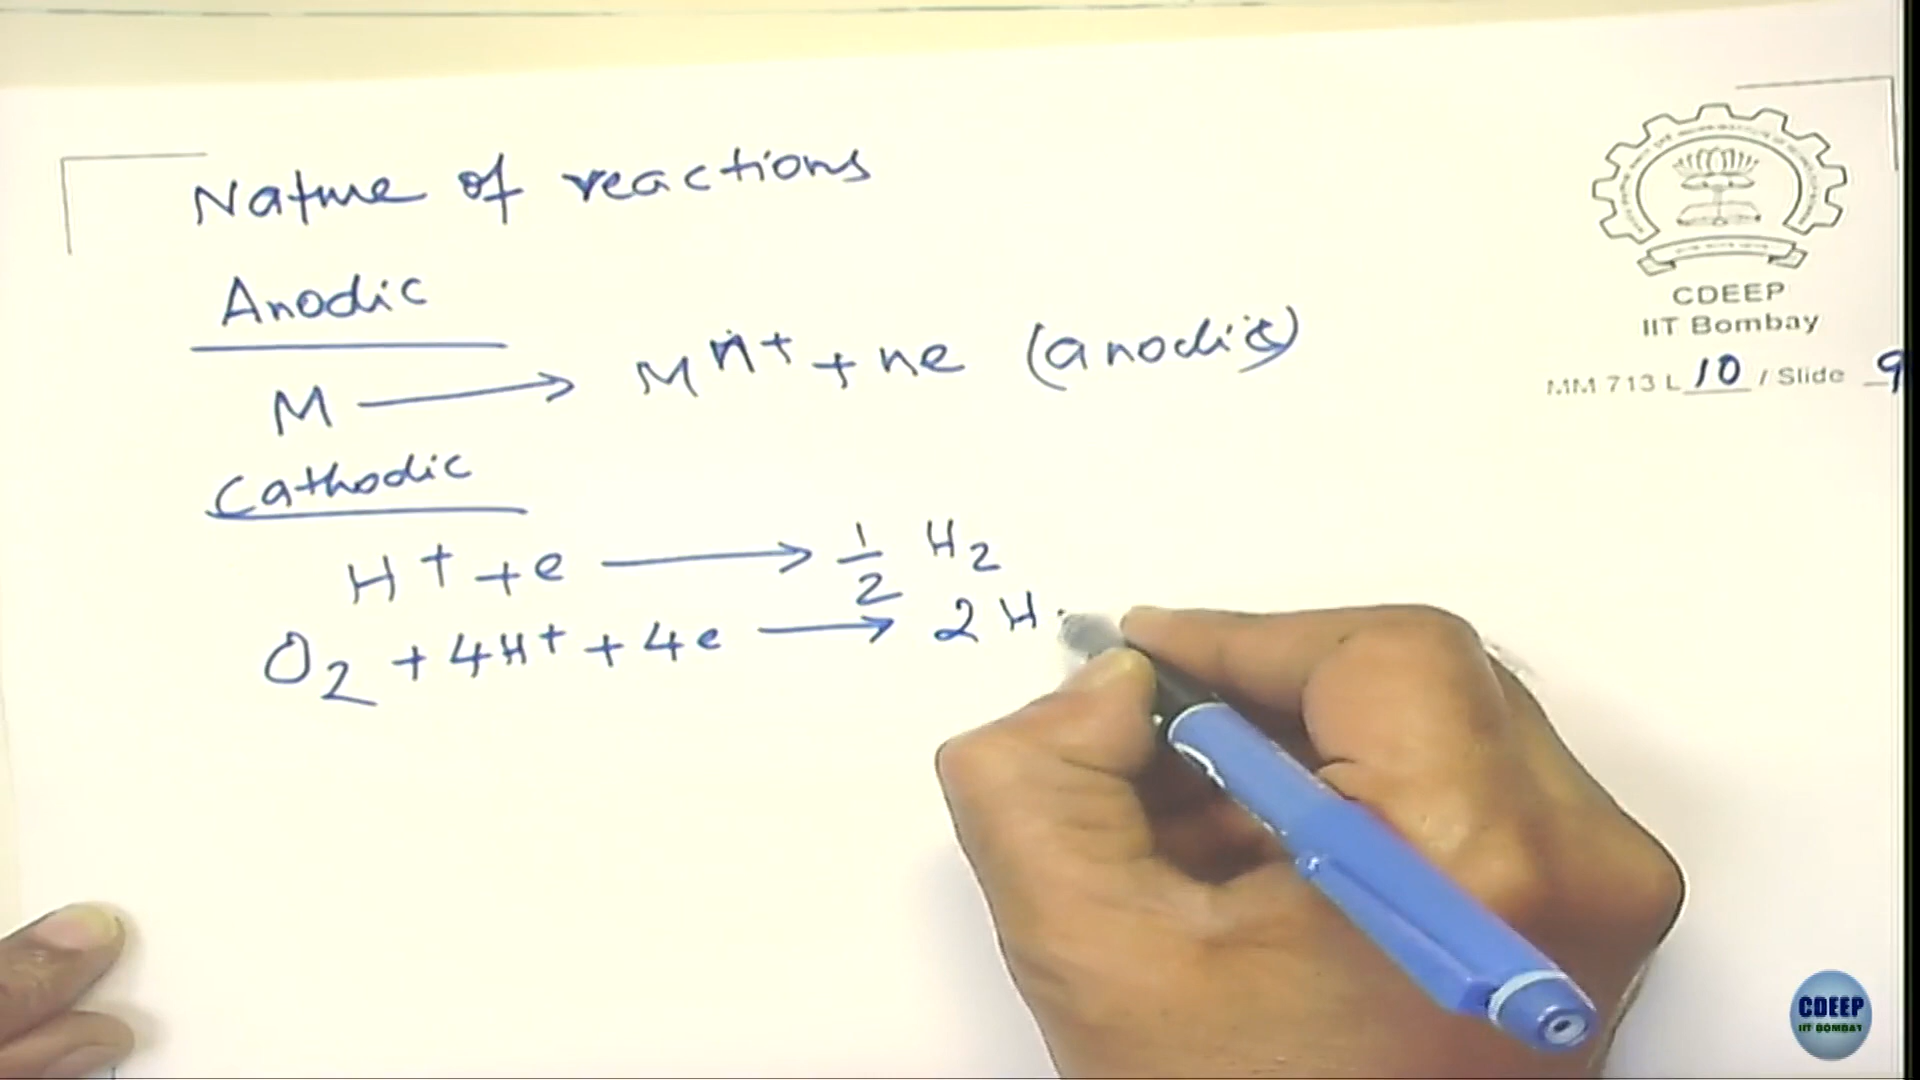 Nature of reactions
Anodic
M ⟶ Mⁿ⁺ + ne (anodic)
Cathodic
H⁺ + e ⟶ 1/2 H₂
O₂ + 4H⁺ + 4e ⟶ 2H
CDEEP
IIT Bombay
MM 713 L 10 / Slide 9
CDEEP
IIT BOMBAY